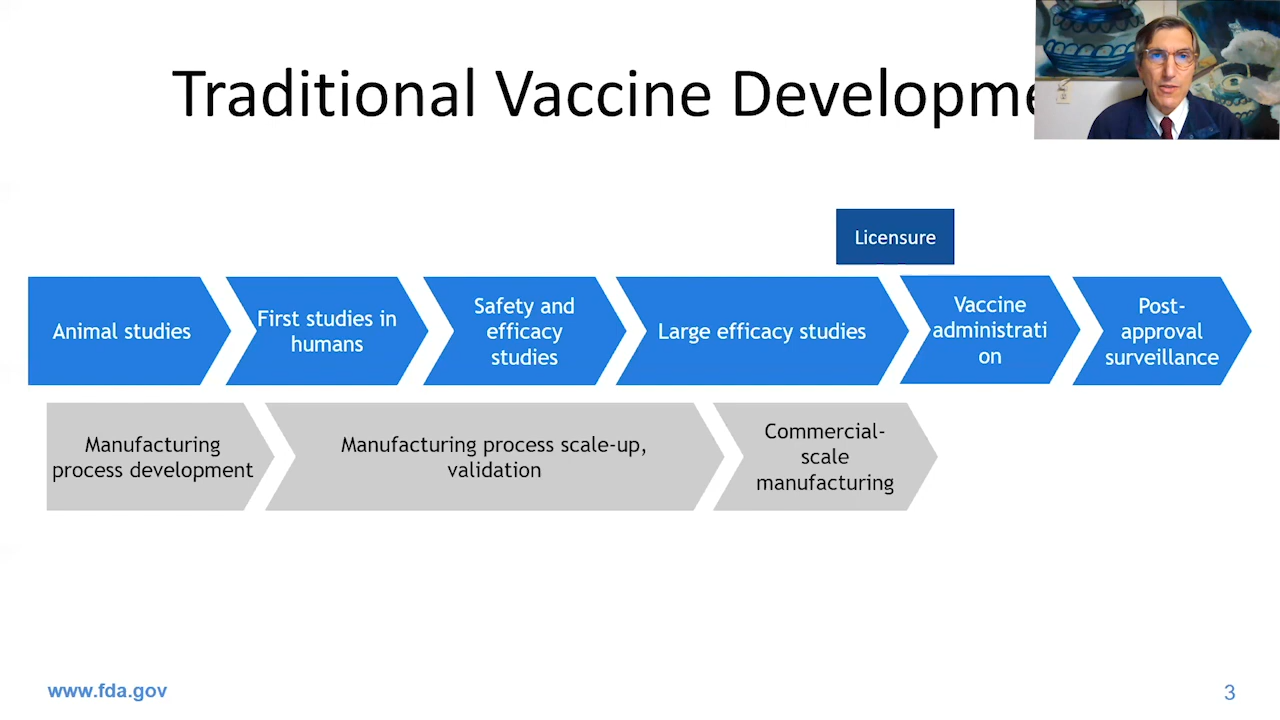 Traditional Vaccine Developme
Licensure
Animal studies
First studies in
humans
Safety and
efficacy
studies
Large efficacy studies
Vaccine
administrati
on
Post-
approval
surveillance
Manufacturing
process development
Manufacturing process scale-up,
validation
Commercial-
scale
manufacturing
www.fda.gov
3